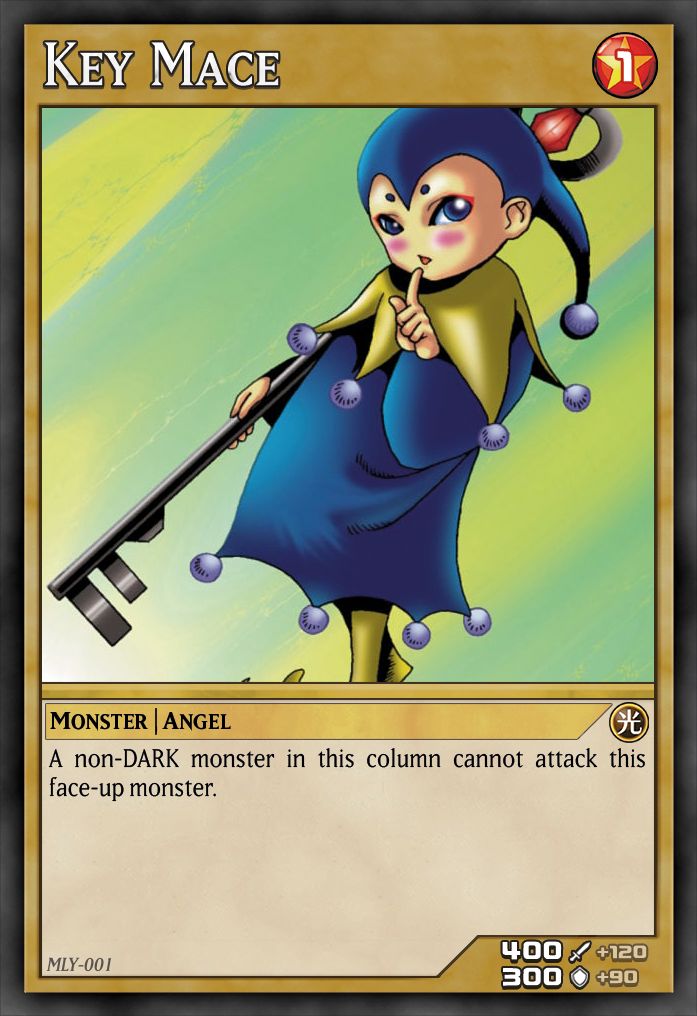 Key Mace
1
Monster | Angel
光
A non-DARK monster in this column cannot attack this
face-up monster.
MLY-001
400 +120
300 +90